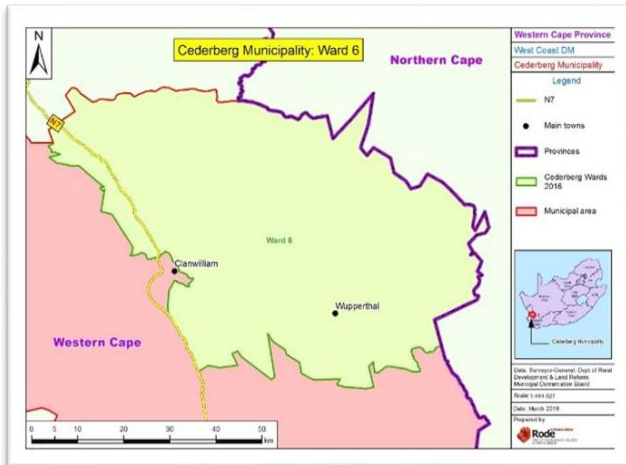 N
Cederberg Municipality: Ward 6
Northern Cape
N7
Ward 6
Clanwilliam
Wupperthal
Western Cape
0 5 10 20 30 40 50
km
Western Cape Province
West Coast DM
Cederberg Municipality
Legend
N7
Main towns
Provinces
Cederberg Wards
2016
Municipal area
Cederberg Municipality
Data: Surveyor-General, Dept of Rural
Development & Land Reform,
Municipal Demarcation Board
Date: March 2018
Prepared by
Rode